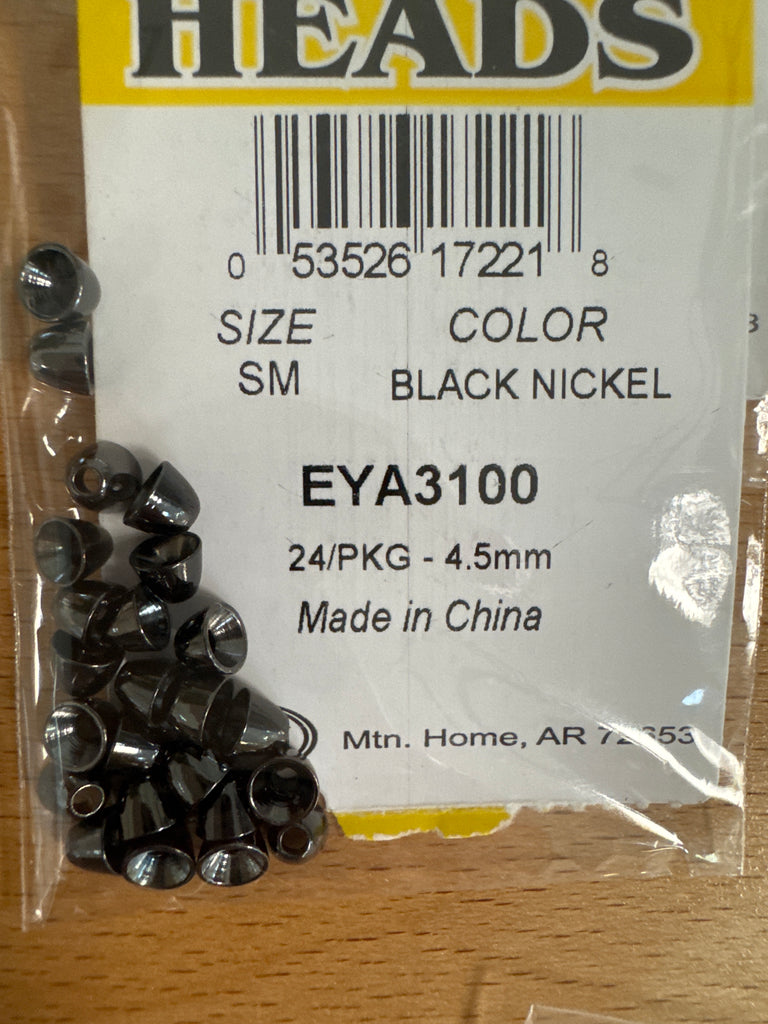 HEADS
0 53526 17221 8
SIZE COLOR
SM BLACK NICKEL
EYA3100
24/PKG - 4.5mm
Made in China
Mtn. Home, AR 72653